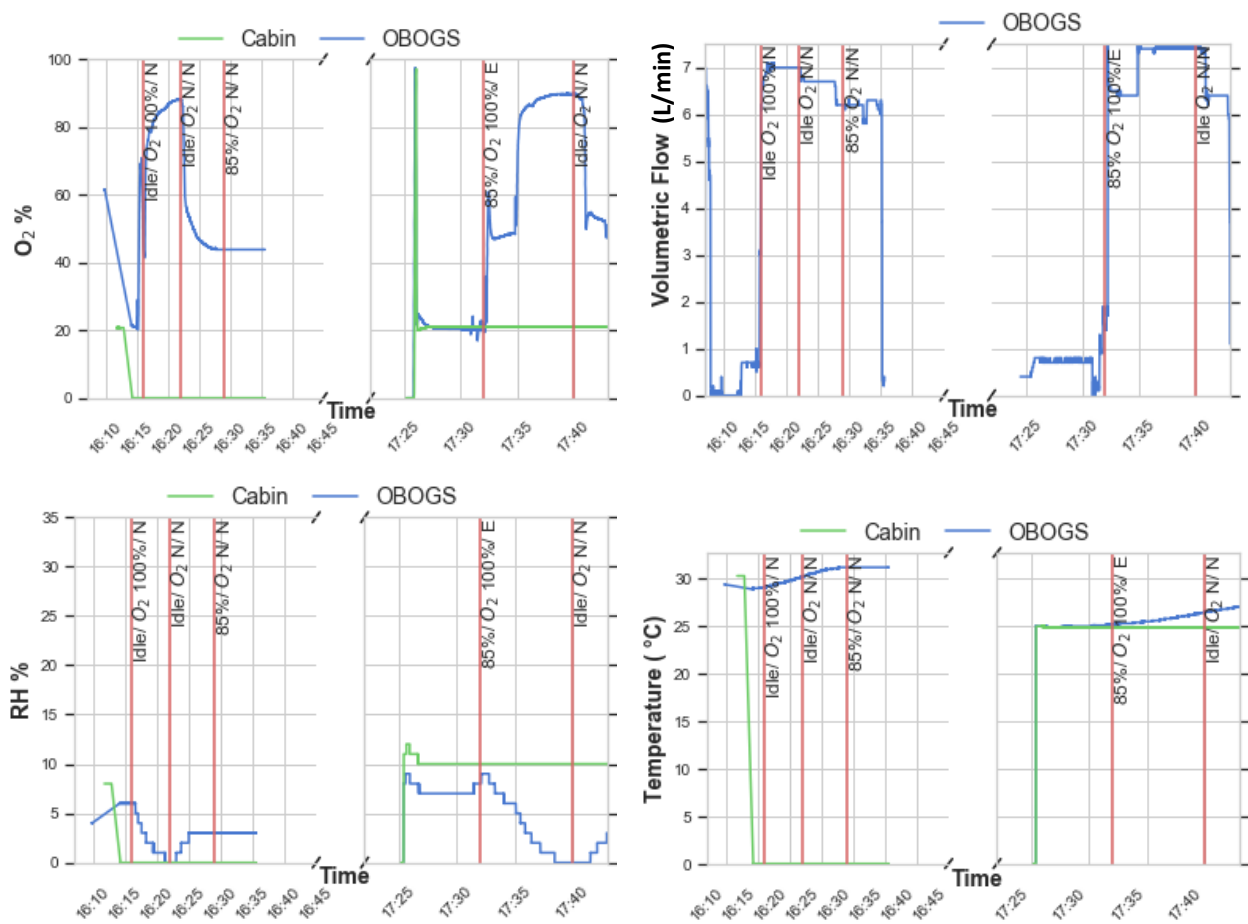 Cabin OBOGS
O₂ %
100
80
60
40
20
0
Idle/ O₂ 100%/ N
Idle/ O₂ N/ N
85%/ O₂ N/ N
85%/ O₂ 100%/ E
Idle/ O₂ N/ N
16:10 16:15 16:20 16:25 16:30 16:35 16:40 16:45 17:25 17:30 17:35 17:40
Time
OBOGS
Volumetric Flow (L/min)
7
6
5
4
3
2
1
0
Idle O₂ 100%/N
Idle O₂ N/N
85% O₂ N/N
85% O₂ 100%/E
Idle O₂ N/N
16:10 16:15 16:20 16:25 16:30 16:35 16:40 16:45 17:25 17:30 17:35 17:40
Time
Cabin OBOGS
RH %
35
30
25
20
15
10
5
0
Idle/ O₂ 100%/ N
Idle/ O₂ N/ N
85%/ O₂ N/ N
85%/ O₂ 100%/ E
Idle/ O₂ N/ N
16:10 16:15 16:20 16:25 16:30 16:35 16:40 16:45 17:25 17:30 17:35 17:40
Time
Cabin OBOGS
Temperature ( °C)
30
25
20
15
10
5
0
Idle/ O₂ 100%/ N
Idle/ O₂ N/ N
85%/ O₂ N/ N
85%/ O₂ 100%/ E
Idle/ O₂ N/ N
16:10 16:15 16:20 16:25 16:30 16:35 16:40 16:45 17:25 17:30 17:35 17:40
Time